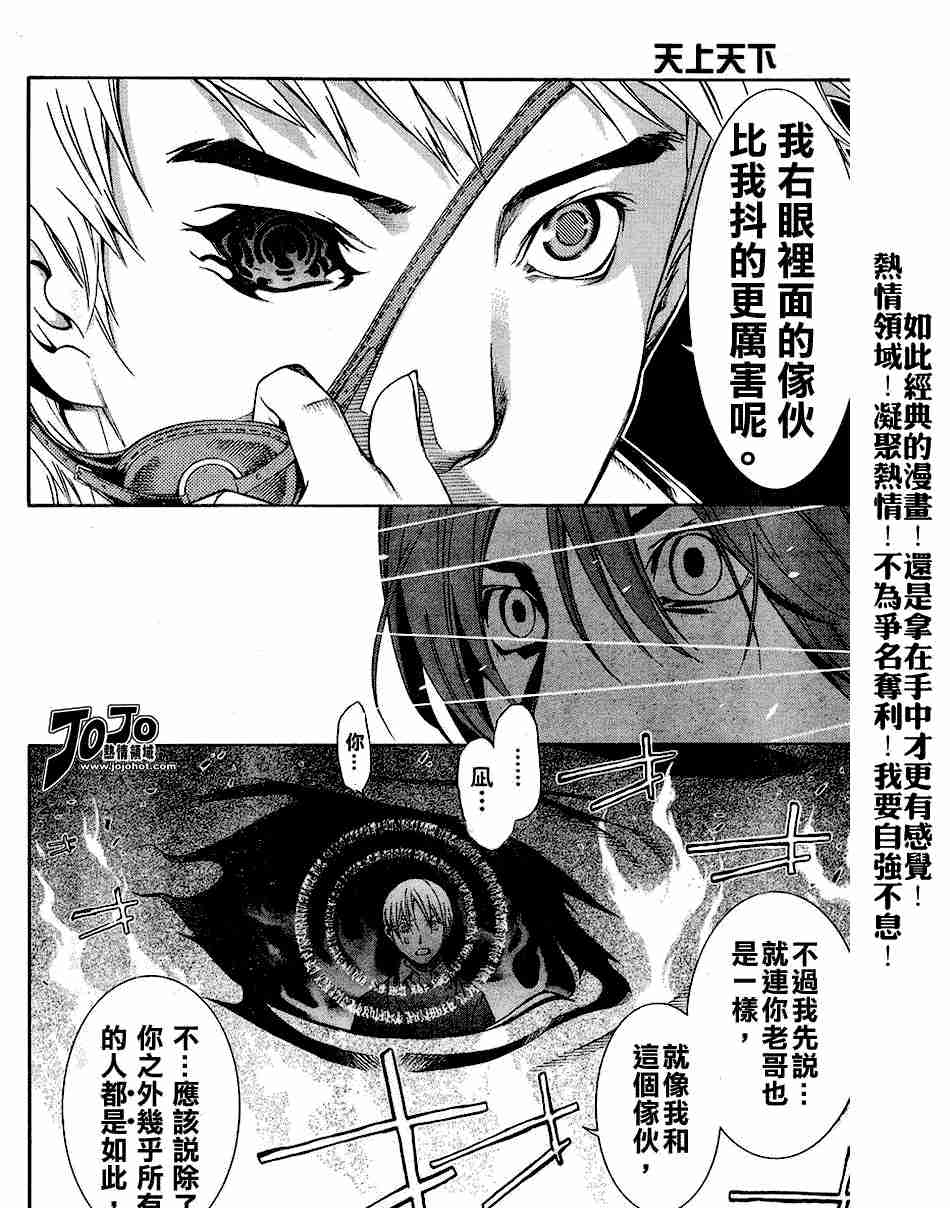 天上天下
我右眼裡面的傢伙
比我抖的更厲害呢。
如此經典的漫畫！還是拿在手中才更有感覺！
熱情領域！凝聚熱情！不為爭名奪利！我要自強不息！
……
凪…
你…
JOJO
熱情領域
www.jojohot.com
不過我先説…
就連你老哥也
是一樣，
就像我和
這個傢伙，
不…應該説除了
你之外幾乎所有
的人都是如此，